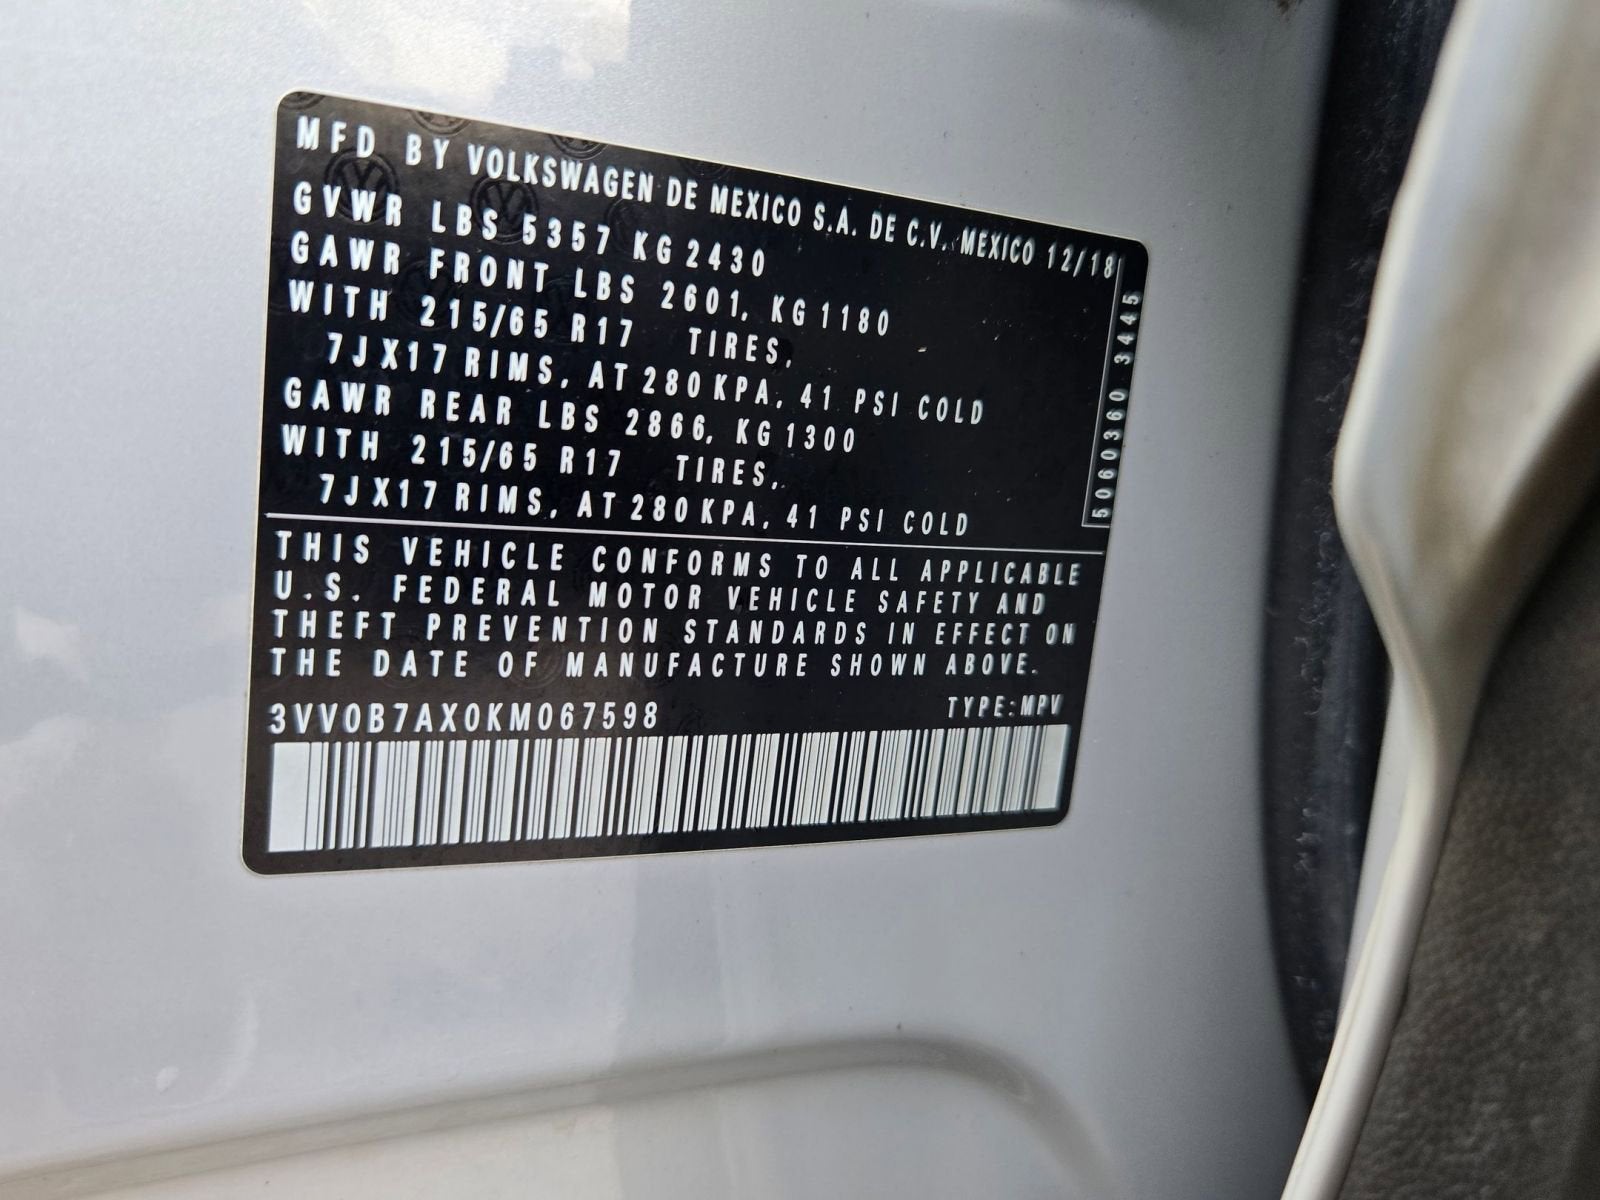 MFD BY VOLKSWAGEN DE MEXICO S.A. DE C.V. MEXICO 12/18
GVWR LBS 5357 KG 2430
GAWR FRONT LBS 2601, KG 1180
WITH 215/65 R17 TIRES,
7JX17 RIMS, AT 280 KPA, 41 PSI COLD
GAWR REAR LBS 2866, KG 1300
WITH 215/65 R17 TIRES,
7JX17 RIMS, AT 280 KPA, 41 PSI COLD
5060360 3445
THIS VEHICLE CONFORMS TO ALL APPLICABLE
U.S. FEDERAL MOTOR VEHICLE SAFETY AND
THEFT PREVENTION STANDARDS IN EFFECT ON
THE DATE OF MANUFACTURE SHOWN ABOVE.
3VV0B7AX0KM067598 TYPE:MPV